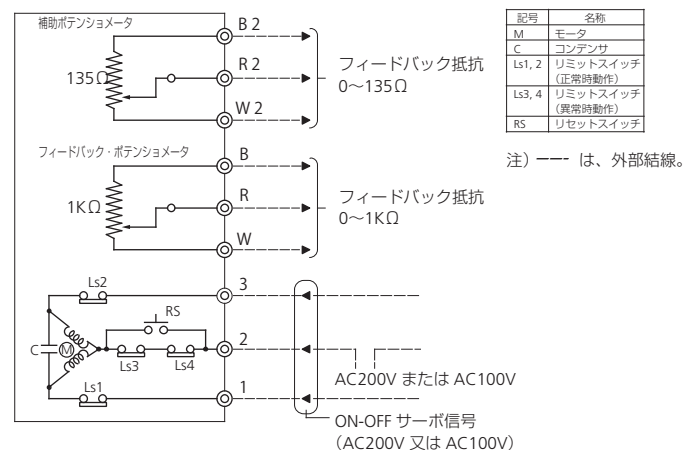 補助ポテンショメータ
135Ω
B 2
R 2
W 2
フィードバック抵抗
0～135Ω
フィードバック・ポテンショメータ
1KΩ
B
R
W
フィードバック抵抗
0～1KΩ
Ls2
3
RS
C
M
Ls3
Ls4
2
Ls1
1
AC200V または AC100V
ON-OFF サーボ信号
（AC200V 又は AC100V）
記号 名称
M モータ
C コンデンサ
Ls1, 2 リミットスイッチ
（正常時動作）
Ls3, 4 リミットスイッチ
（異常時動作）
RS リセットスイッチ
注）---- は、外部結線。